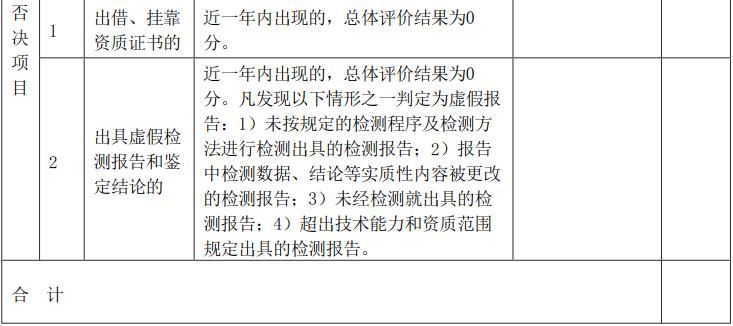 否决项目
1
出借、挂靠
资质证书的
近一年内出现的，总体评价结果为0
分。
2
出具虚假检
测报告和鉴
定结论的
近一年内出现的，总体评价结果为0
分。凡发现以下情形之一判定为虚假报
告：1）未按规定的检测程序及检测方
法进行检测出具的检测报告；2）报告
中检测数据、结论等实质性内容被更改
的检测报告；3）未经检测就出具的检
测报告；4）超出技术能力和资质范围
规定出具的检测报告。
合 计